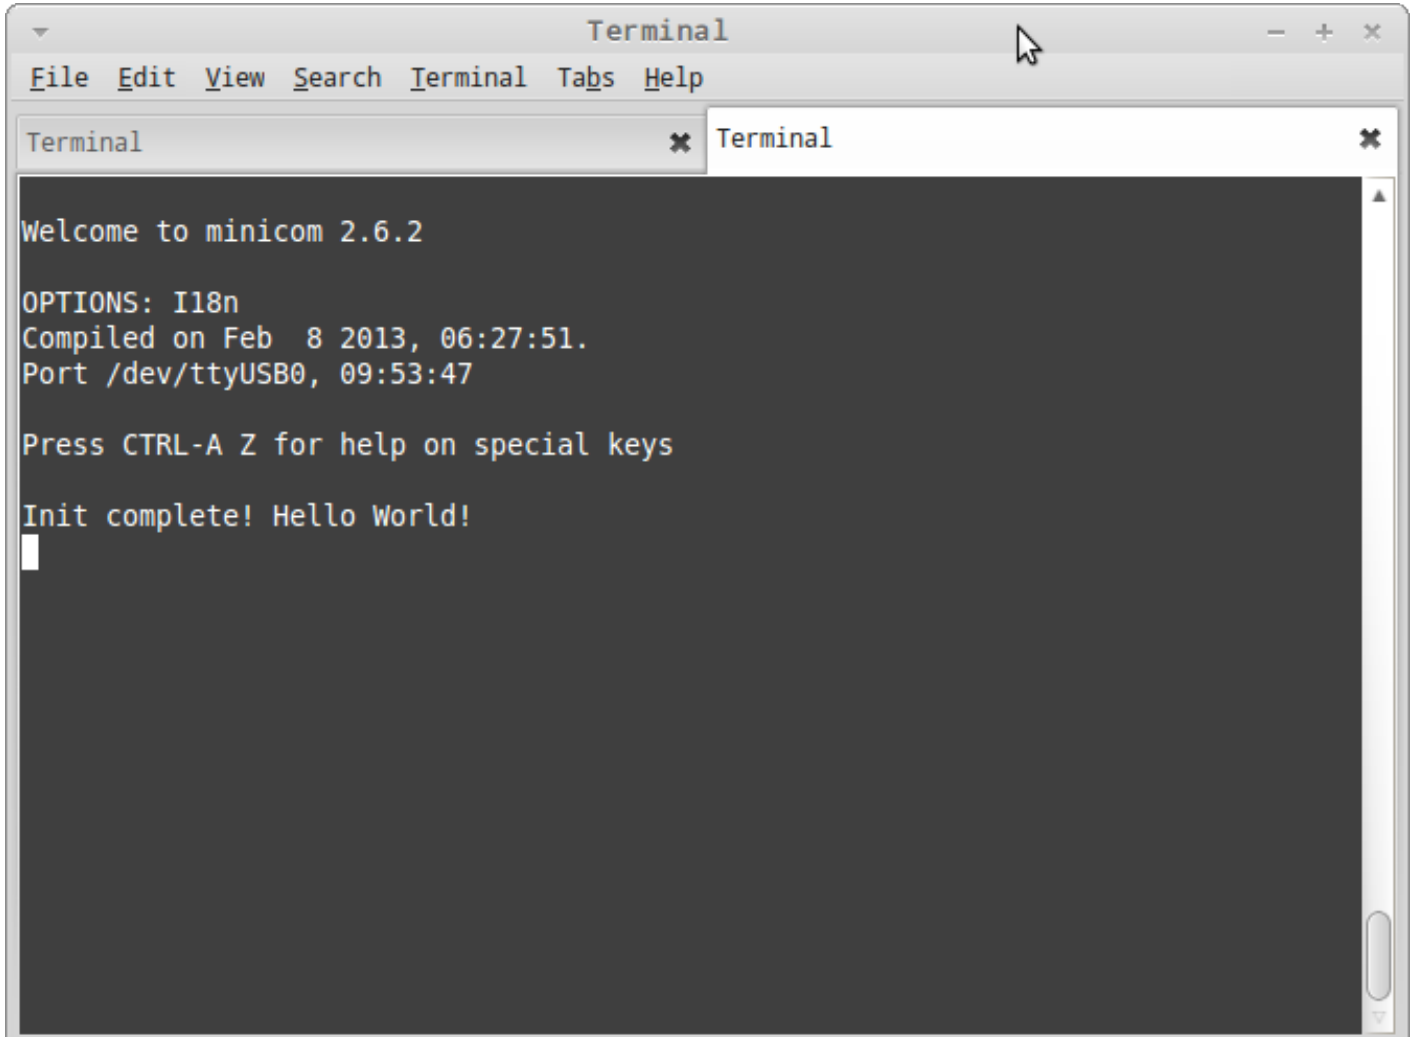 Terminal
File Edit View Search Terminal Tabs Help
Terminal Terminal
Welcome to minicom 2.6.2
OPTIONS: I18n
Compiled on Feb  8 2013, 06:27:51.
Port /dev/ttyUSB0, 09:53:47
Press CTRL-A Z for help on special keys
Init complete! Hello World!